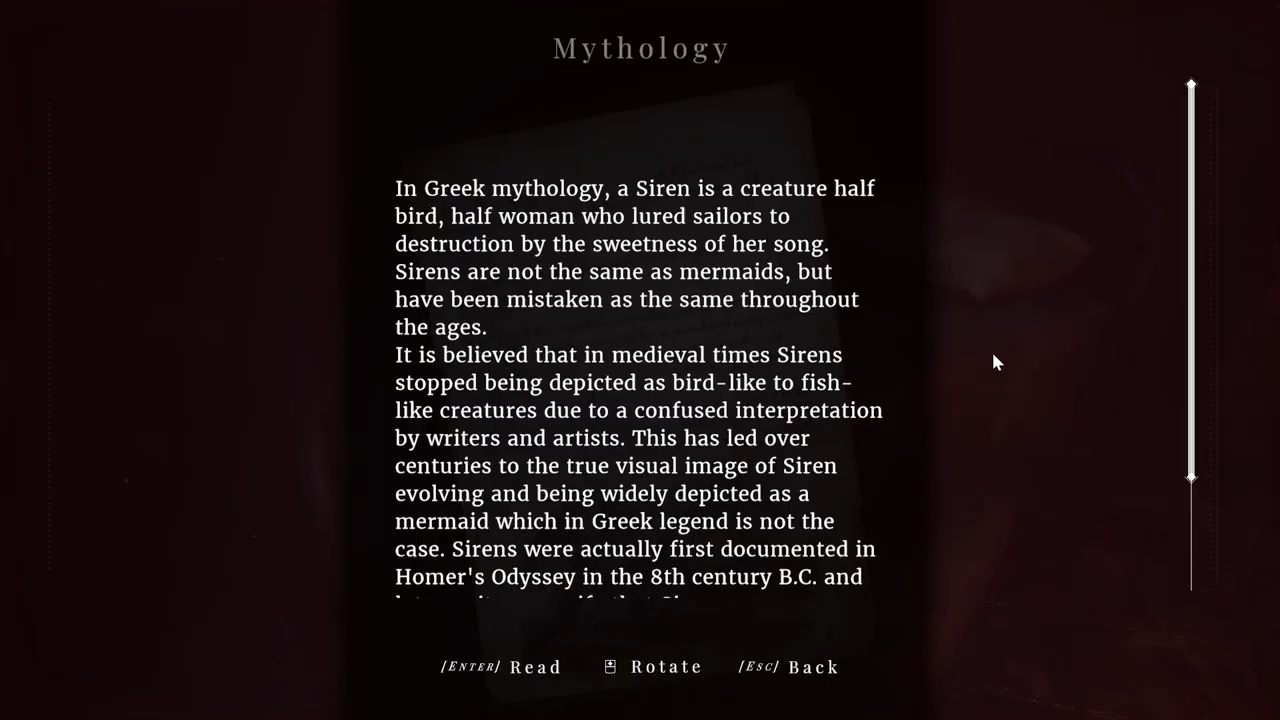 Mythology
In Greek mythology, a Siren is a creature half
bird, half woman who lured sailors to
destruction by the sweetness of her song.
Sirens are not the same as mermaids, but
have been mistaken as the same throughout
the ages.
It is believed that in medieval times Sirens
stopped being depicted as bird-like to fish-
like creatures due to a confused interpretation
by writers and artists. This has led over
centuries to the true visual image of Siren
evolving and being widely depicted as a
mermaid which in Greek legend is not the
case. Sirens were actually first documented in
Homer's Odyssey in the 8th century B.C. and
[Enter] Read Rotate [Esc] Back